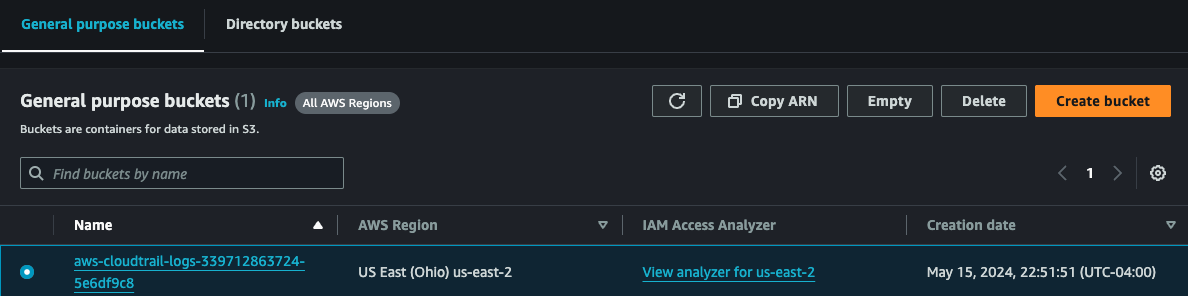 General purpose buckets Directory buckets
General purpose buckets (1) Info All AWS Regions Copy ARN Empty Delete Create bucket
Buckets are containers for data stored in S3.
Find buckets by name 1
Name AWS Region IAM Access Analyzer Creation date
aws-cloudtrail-logs-339712863724-
5e6df9c8 US East (Ohio) us-east-2 View analyzer for us-east-2 May 15, 2024, 22:51:51 (UTC-04:00)